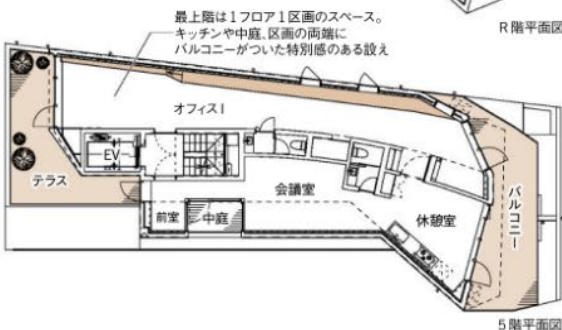 最上階は1フロア1区画のスペース。
キッチンや中庭、区画の両端に
バルコニーがついた特別感のある設え
R階平面図
オフィスI
EV
テラス
会議室
前室
中庭
休憩室
バルコニー
5階平面図